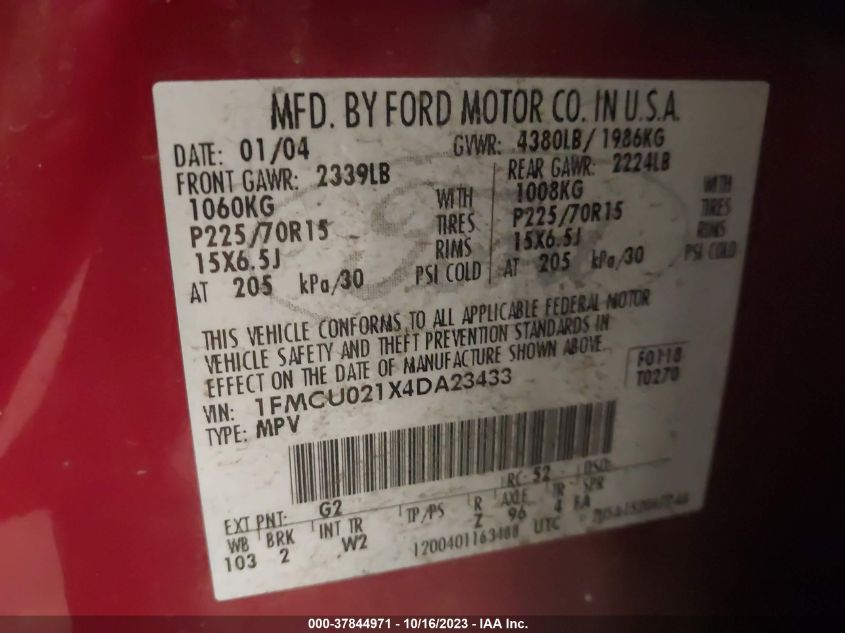 MFD. BY FORD MOTOR CO. IN U.S.A.
DATE: 01/04 GVWR: 4380LB/ 1986KG
FRONT GAWR: 2339LB REAR GAWR: 2224LB
1060KG WITH 1008KG WITH
P225/70R15 TIRES P225/70R15 TIRES
15X6.5J RIMS 15X6.5J RIMS
AT 205 kPa/30 PSI COLD AT 205 kPa/30 PSI COLD
THIS VEHICLE CONFORMS TO ALL APPLICABLE FEDERAL MOTOR
VEHICLE SAFETY AND THEFT PREVENTION STANDARDS IN
EFFECT ON THE DATE OF MANUFACTURE SHOWN ABOVE.
VIN: 1FMCU021X4DA23433 F0118
TYPE: MPV T0270
RC: 52 DSO:
EXT PNT: G2
WB BRK INT TR TP/PS R AXLE TR SPR
103 2 W2 Z 96 4 BA
1200401163488 UTC
000-37844971 - 10/16/2023 - IAA Inc.